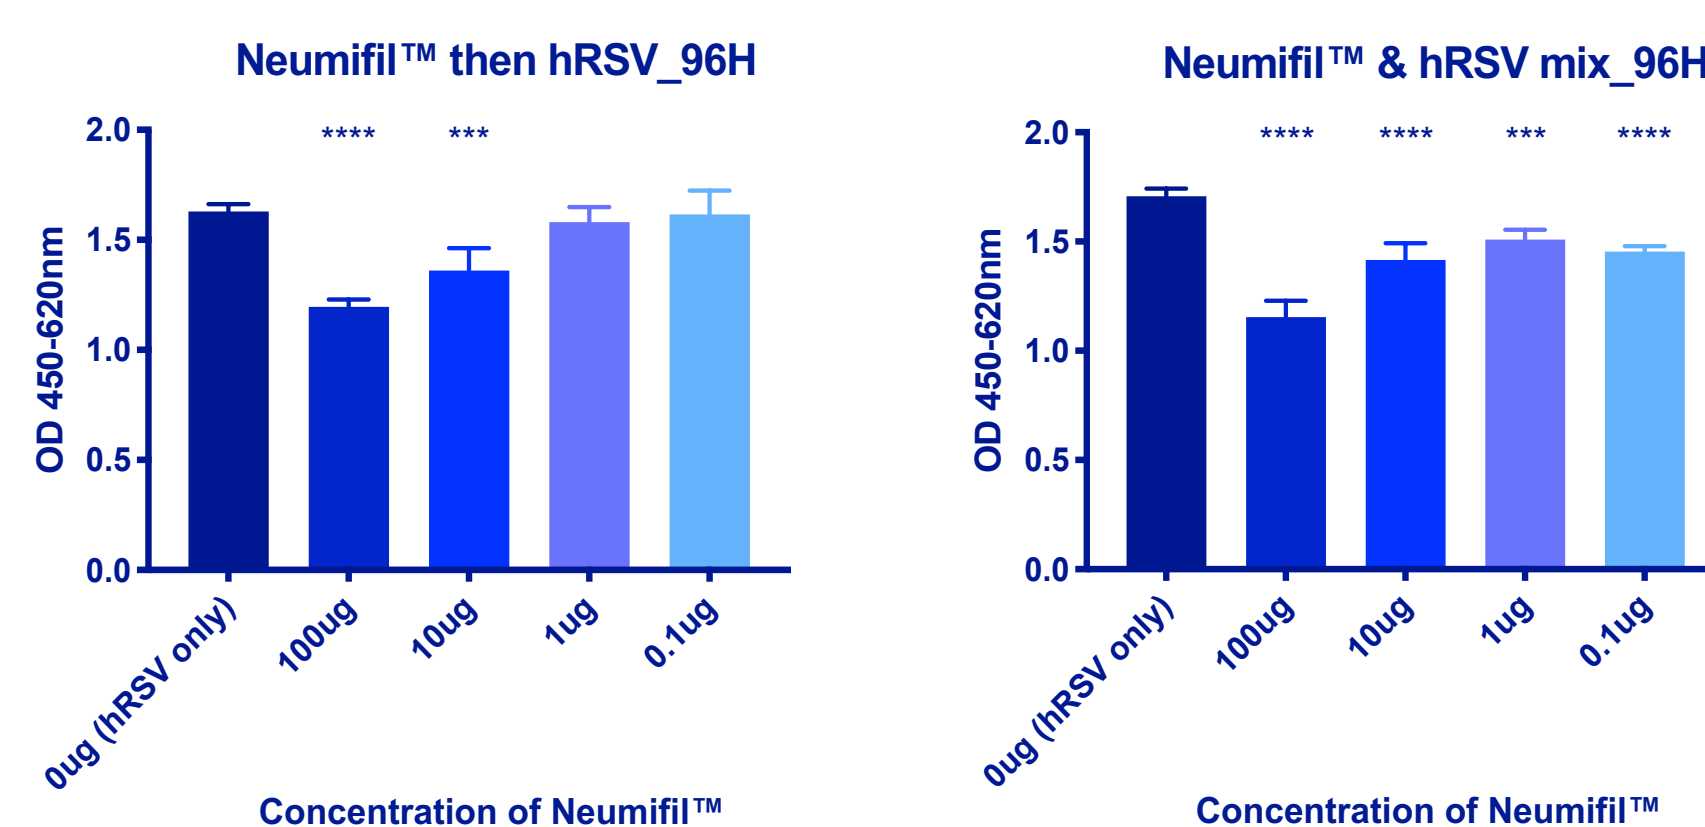 Neumifil™ then hRSV_96H
**** ***
2.0
1.5
1.0
0.5
0.0
OD 450-620nm
0ug (hRSV only)
100ug
10ug
1ug
0.1ug
Concentration of Neumifil™
Neumifil™ & hRSV mix_96H
**** **** *** ****
2.0
1.5
1.0
0.5
0.0
OD 450-620nm
0ug (hRSV only)
100ug
10ug
1ug
0.1ug
Concentration of Neumifil™